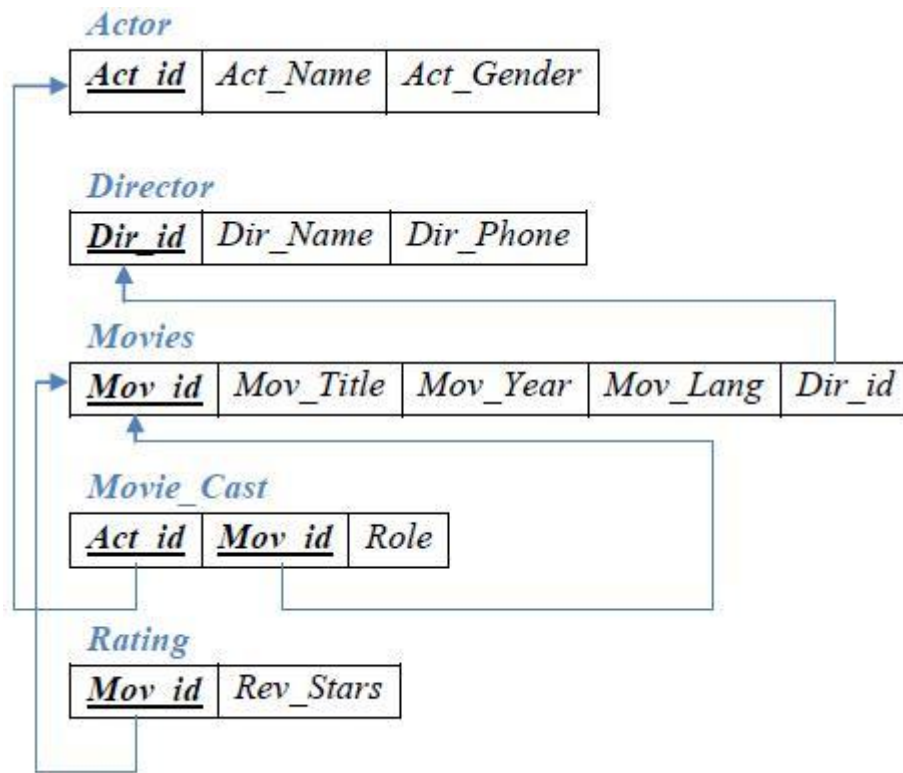 Actor
Act_id Act_Name Act_Gender
Director
Dir_id Dir_Name Dir_Phone
Movies
Mov_id Mov_Title Mov_Year Mov_Lang Dir_id
Movie_Cast
Act_id Mov_id Role
Rating
Mov_id Rev_Stars